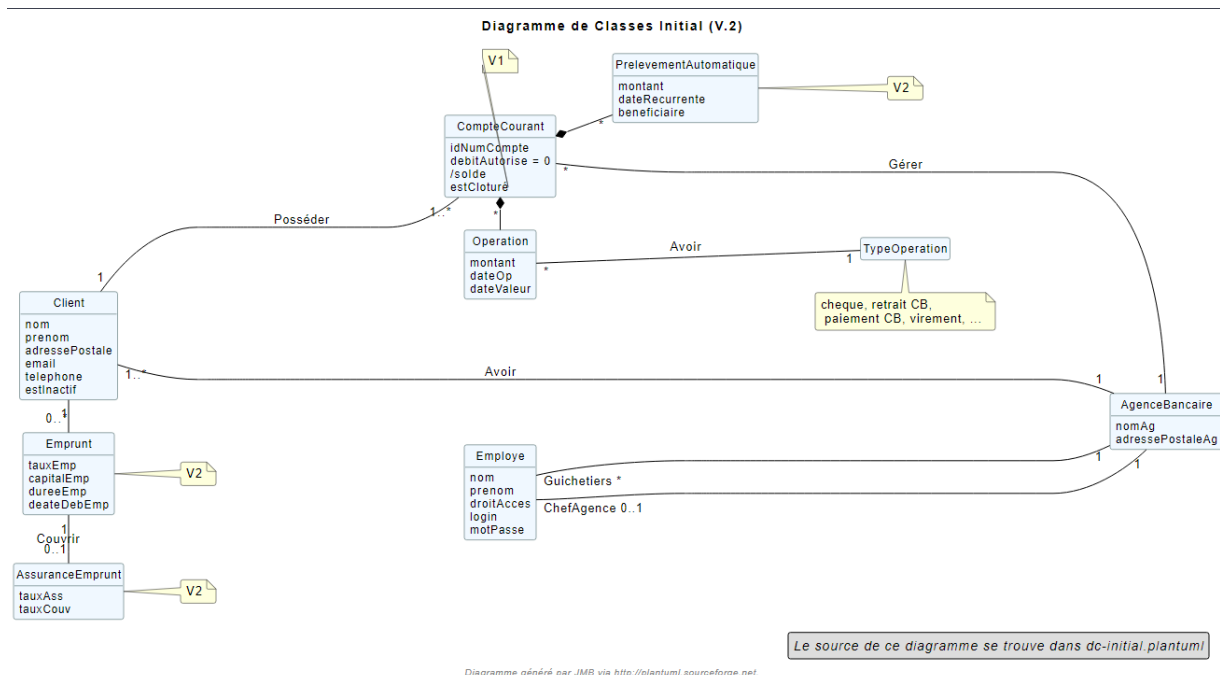 Diagramme de Classes Initial (V.2)
V1
PrelevementAutomatique
montant
dateRecurrente
beneficiaire
V2
*
CompteCourant
idNumCompte
debitAutorise = 0
/solde
estCloturé
*
Gérer
1..*
*
Posséder
Operation
montant
dateOp
dateValeur
*
Avoir
1
TypeOperation
cheque, retrait CB,
paiement CB, virement, ...
1
Client
nom
prenom
adressePostale
email
telephone
estInactif
1..*
Avoir
1
1
AgenceBancaire
nomAg
adressePostaleAg
1
0..*
Emprunt
tauxEmp
capitalEmp
dureeEmp
deateDebEmp
V2
Employe
nom
prenom
droitAcces
login
motPasse
Guichetiers *
1
ChefAgence 0..1
1
1
Couvrir
0..1
AssuranceEmprunt
tauxAss
tauxCouv
V2
Le source de ce diagramme se trouve dans dc-initial.plantuml
Diagramme généré par JMB via http://plantuml.sourceforge.net